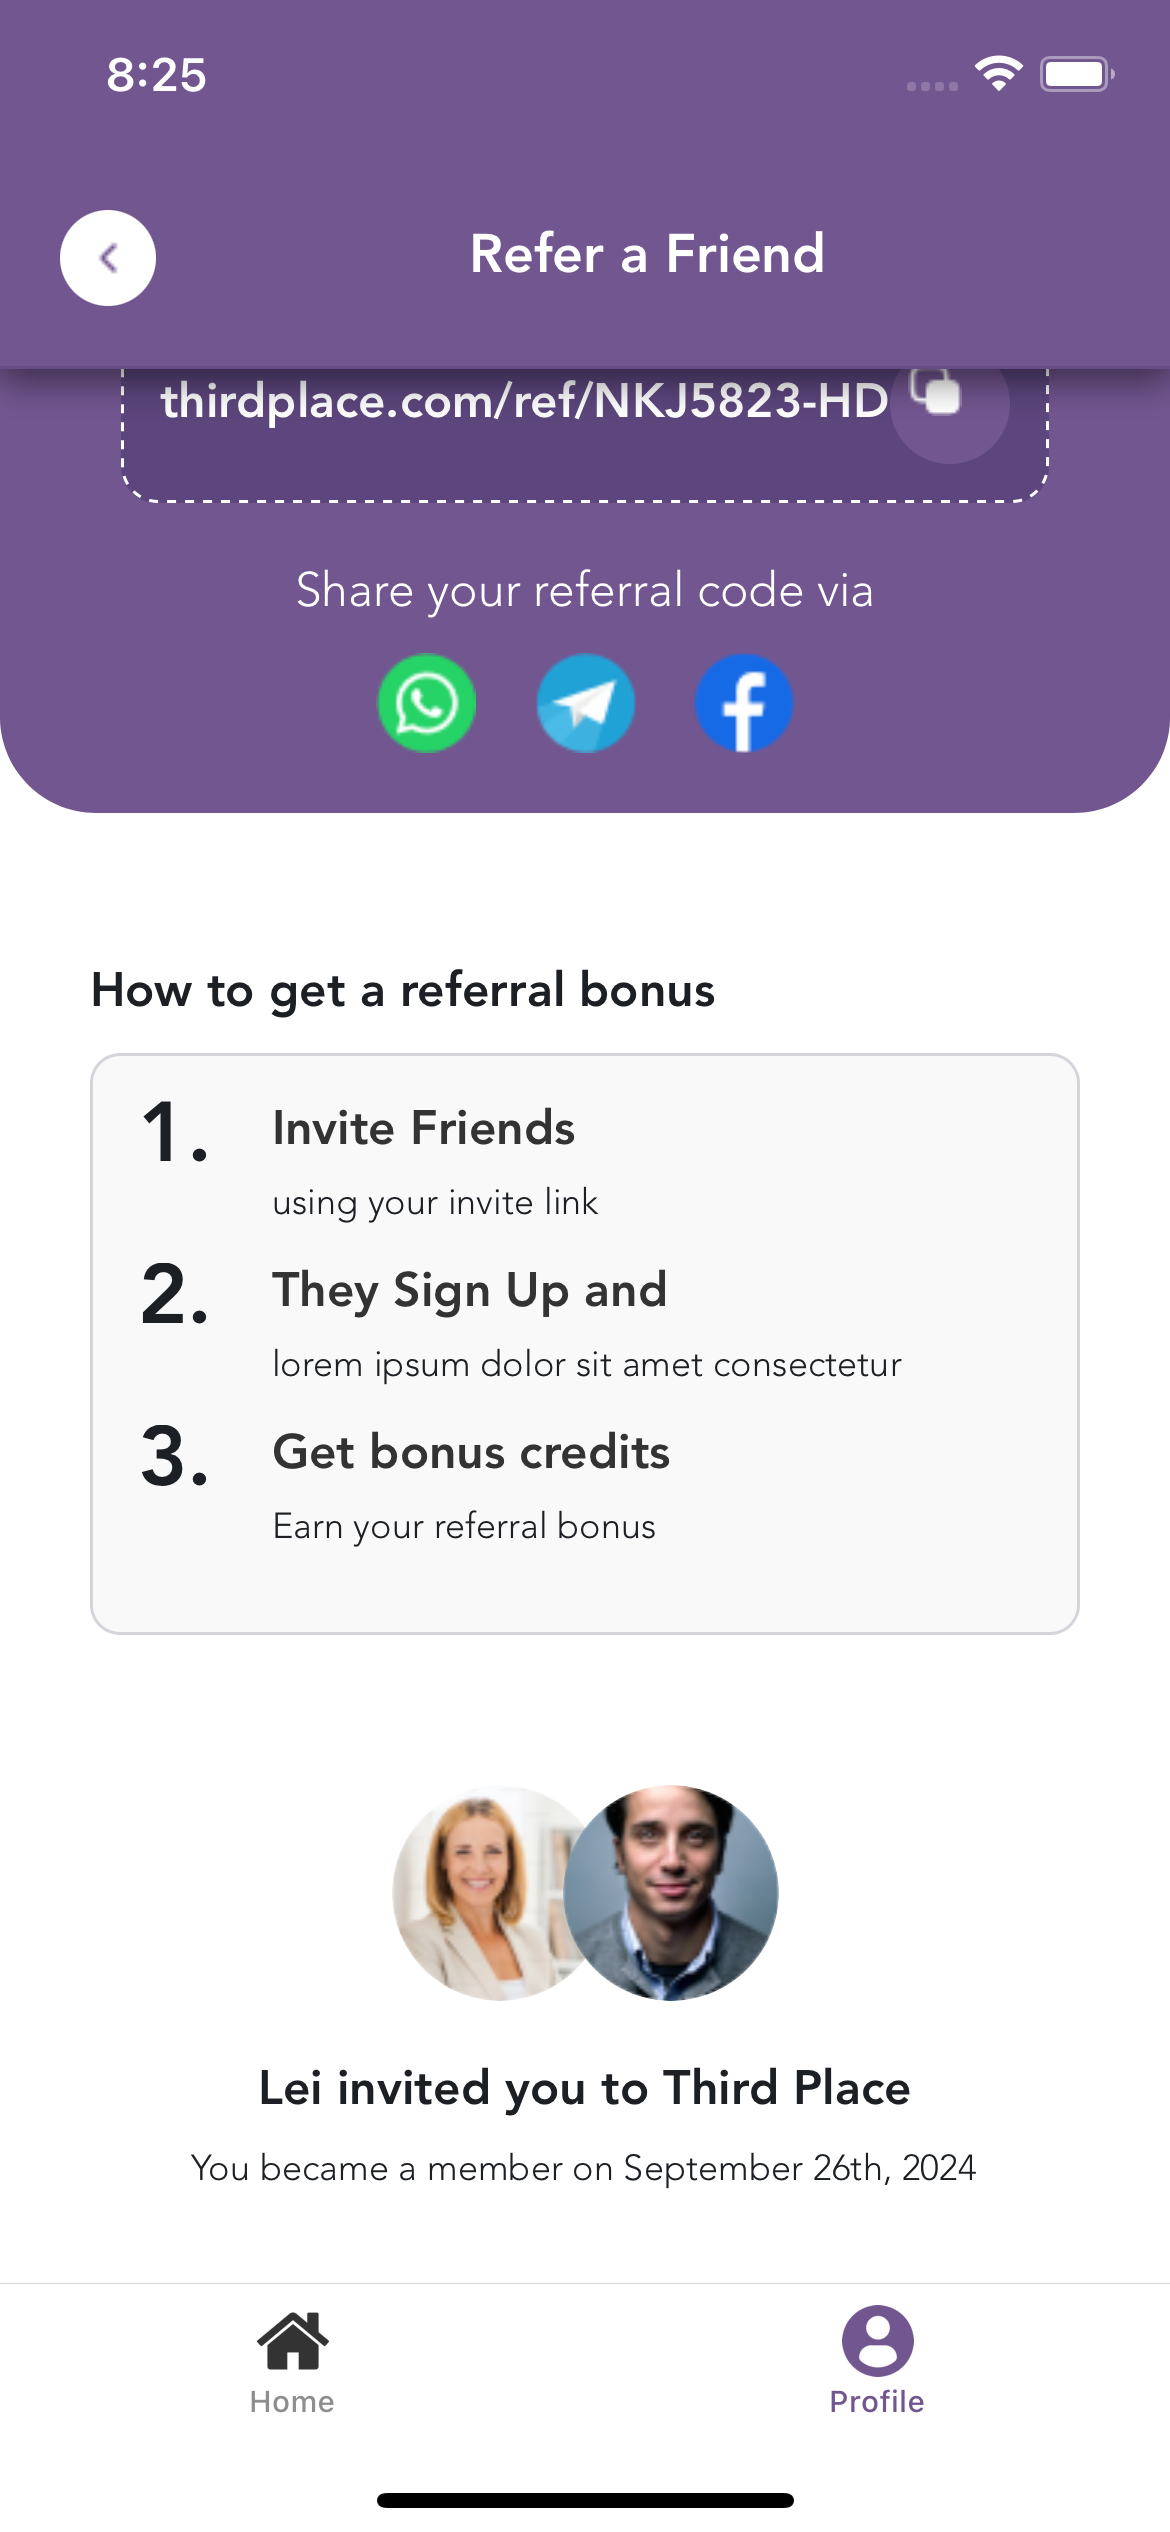 8:25
Refer a Friend
thirdplace.com/ref/NKJ5823-HD
Share your referral code via
How to get a referral bonus
1. Invite Friends
using your invite link
2. They Sign Up and
lorem ipsum dolor sit amet consectetur
3. Get bonus credits
Earn your referral bonus
Lei invited you to Third Place
You became a member on September 26th, 2024
Home
Profile